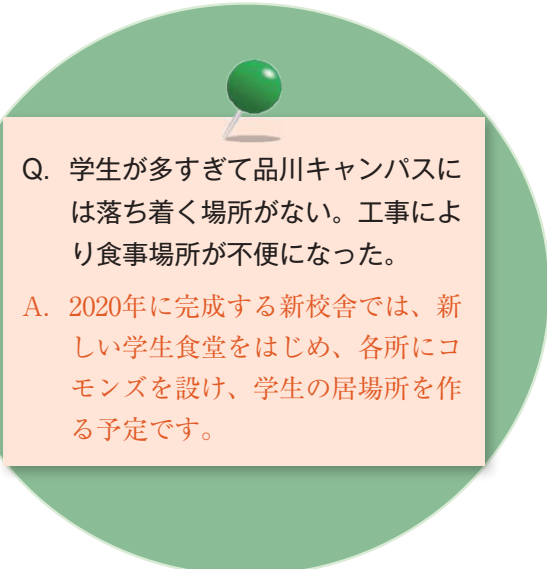 Q. 学生が多すぎて品川キャンパスに
は落ち着く場所がない。工事によ
り食事場所が不便になった。
A. 2020年に完成する新校舎では、新
しい学生食堂をはじめ、各所にコ
モンズを設け、学生の居場所を作
る予定です。